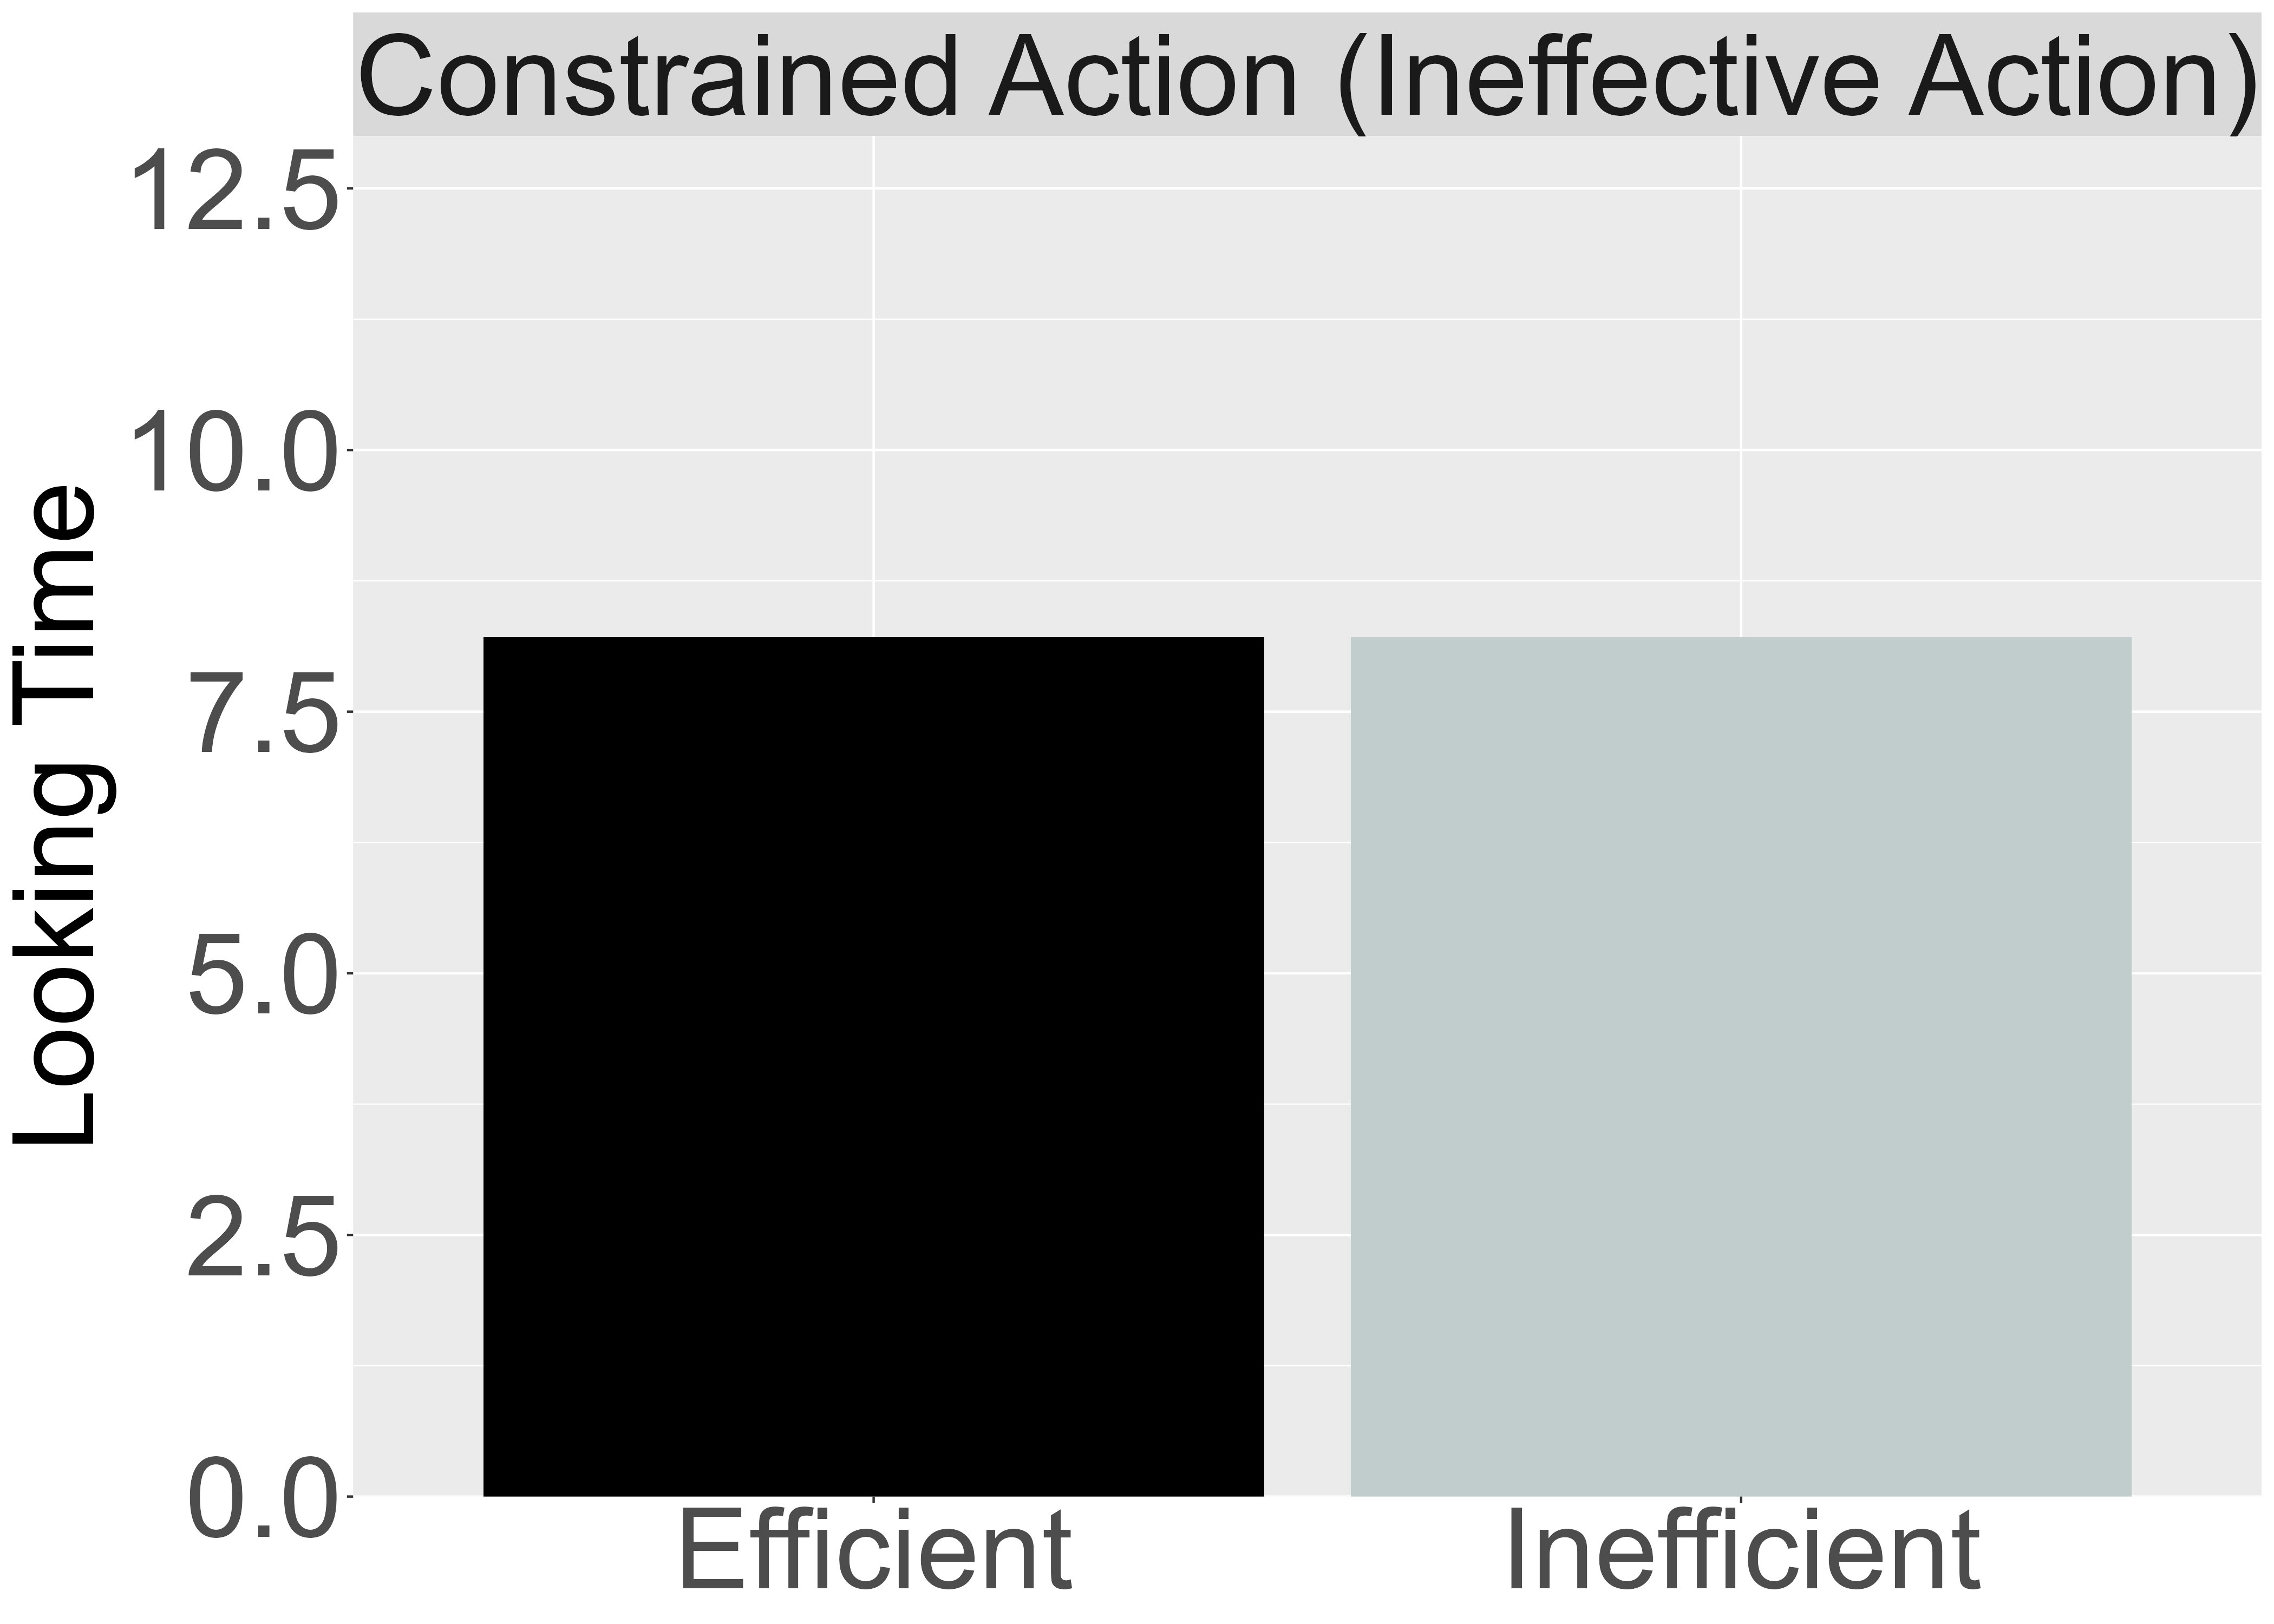 Constrained Action (Ineffective Action)
12.5
10.0
7.5
5.0
2.5
0.0
Looking Time
Efficient Inefficient